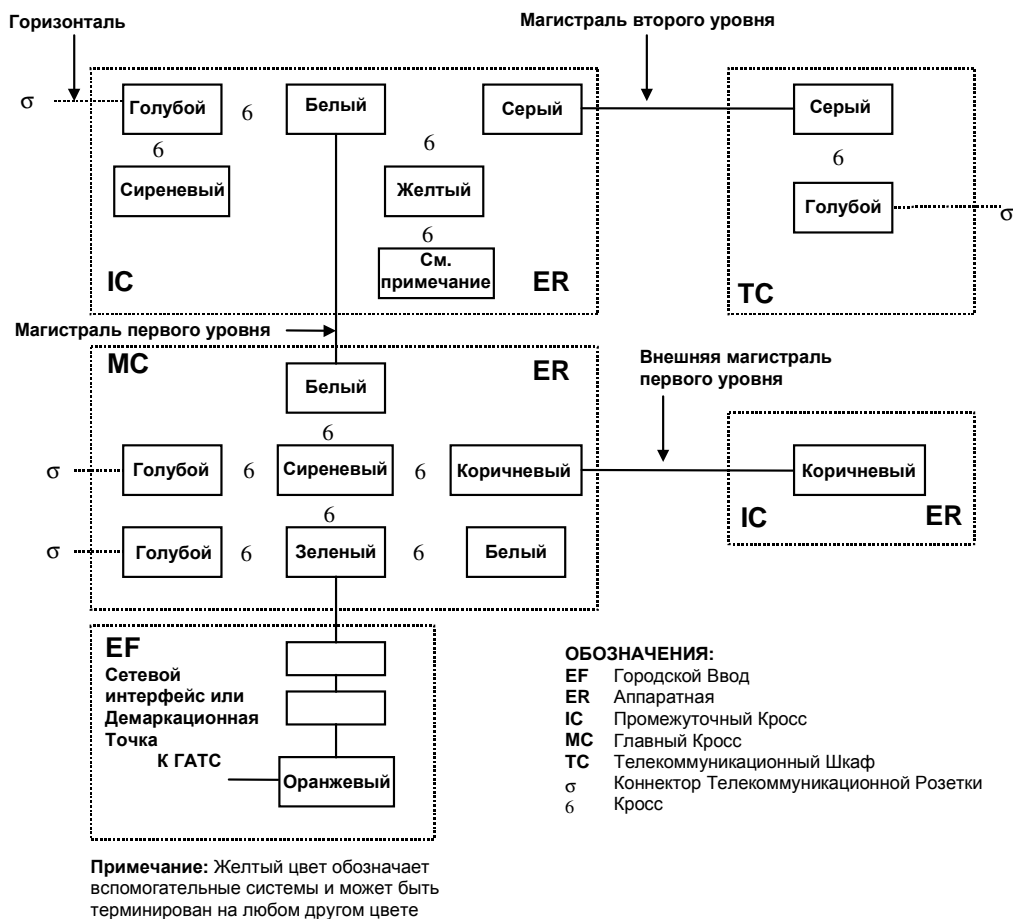 Горизонталь
Магистраль второго уровня
σ Голубой 6 Белый Серый Серый
6 6 6
Сиреневый Желтый Голубой σ
6
См.
примечание
IC ER TC
Магистраль первого уровня
MC ER
Белый
Внешняя магистраль
первого уровня
6
σ Голубой 6 Сиреневый 6 Коричневый Коричневый
6
IC ER
σ Голубой 6 Зеленый 6 Белый
EF
Сетевой
интерфейс или
Демаркационная
Точка
К ГАТС
Оранжевый
ОБОЗНАЧЕНИЯ:
EF Городской Ввод
ER Аппаратная
IC Промежуточный Кросс
MC Главный Кросс
TC Телекоммуникационный Шкаф
σ Коннектор Телекоммуникационной Розетки
6 Кросс
Примечание: Желтый цвет обозначает
вспомогательные системы и может быть
терминирован на любом другом цвете